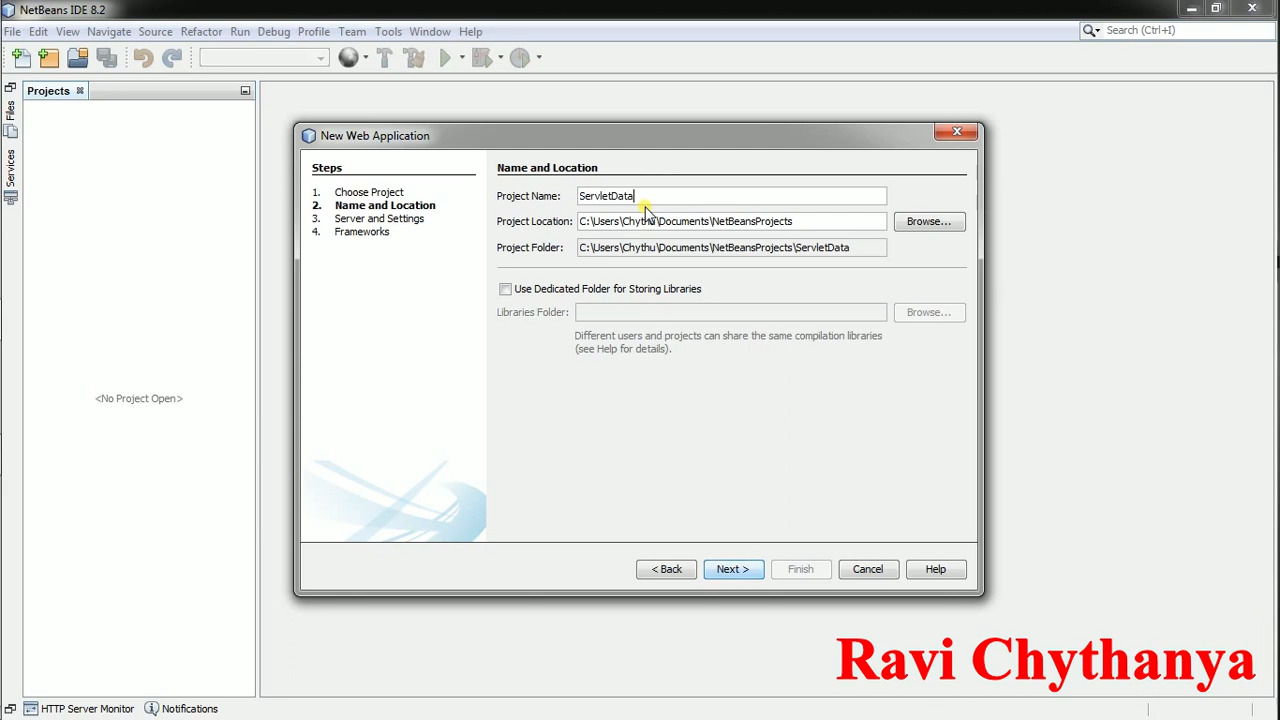 NetBeans IDE 8.2
File Edit View Navigate Source Refactor Run Debug Profile Team Tools Window Help
Search (Ctrl+I)
Projects
Files
Services
<No Project Open>
New Web Application
Steps
1. Choose Project
2. Name and Location
3. Server and Settings
4. Frameworks
Name and Location
Project Name: ServletData
Project Location: C:\Users\Chythu\Documents\NetBeansProjects Browse...
Project Folder: C:\Users\Chythu\Documents\NetBeansProjects\ServletData
Use Dedicated Folder for Storing Libraries
Libraries Folder: Browse...
Different users and projects can share the same compilation libraries
(see Help for details).
< Back Next > Finish Cancel Help
Ravi Chythanya
HTTP Server Monitor Notifications